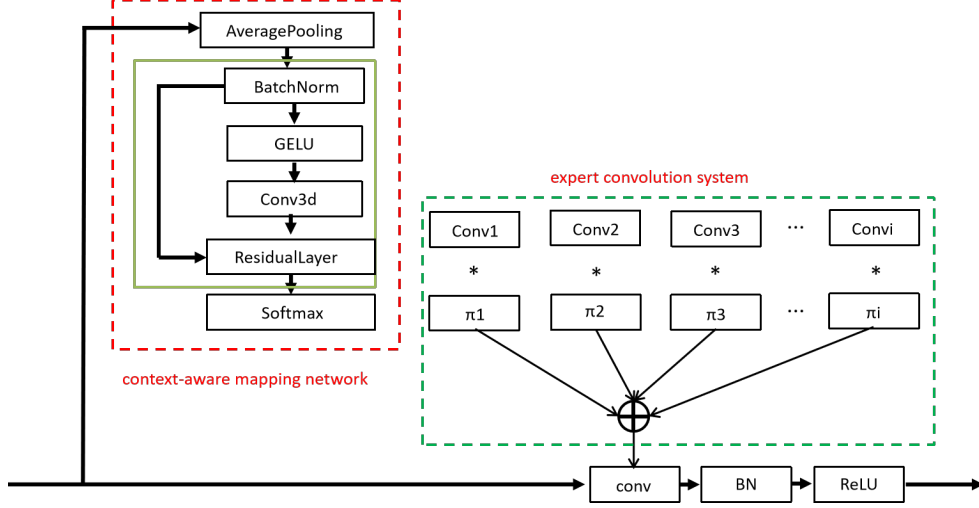 AveragePooling
BatchNorm
GELU
Conv3d
ResidualLayer
Softmax
context-aware mapping network
expert convolution system
Conv1 Conv2 Conv3 ... Convi
* * * *
π1 π2 π3 ... πi
conv BN ReLU